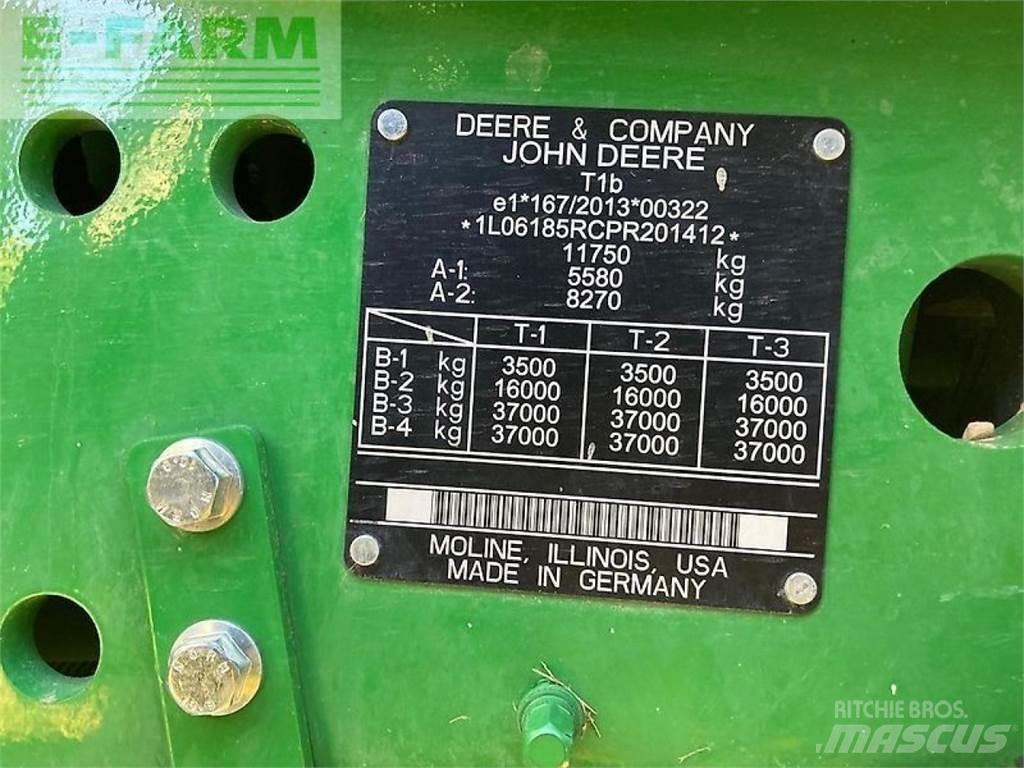 E-FARM
DEERE & COMPANY
JOHN DEERE
T1b
e1*167/2013*00322
*1L06185RCPR201412*
11750 kg
A-1: 5580 kg
A-2: 8270 kg
T-1 T-2 T-3
B-1 kg 3500 3500 3500
B-2 kg 16000 16000 16000
B-3 kg 37000 37000 37000
B-4 kg 37000 37000 37000
MOLINE, ILLINOIS, USA
MADE IN GERMANY
RITCHIE BROS.
MASCUS